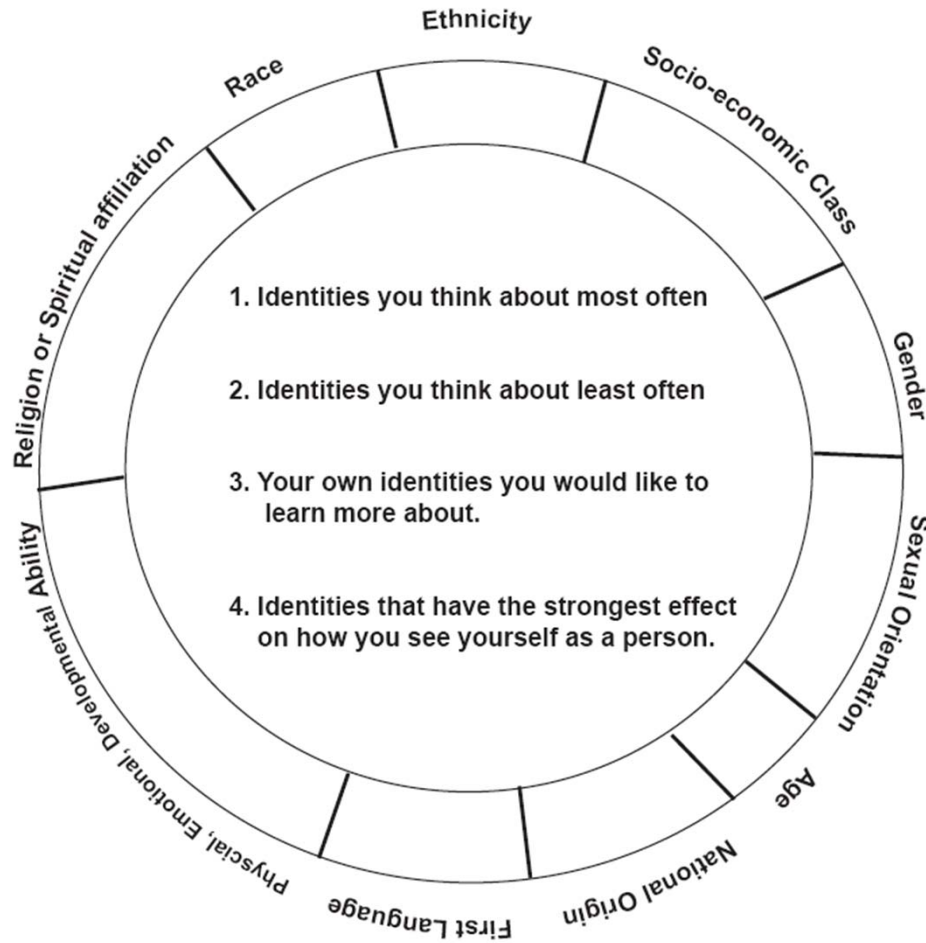 Ethnicity
Socio-economic Class
Gender
Sexual Orientation
Age
National Origin
First Language
Physcial, Emotional, Developmental Ability
Religion or Spiritual affiliation
Race
1. Identities you think about most often
2. Identities you think about least often
3. Your own identities you would like to
learn more about.
4. Identities that have the strongest effect
on how you see yourself as a person.